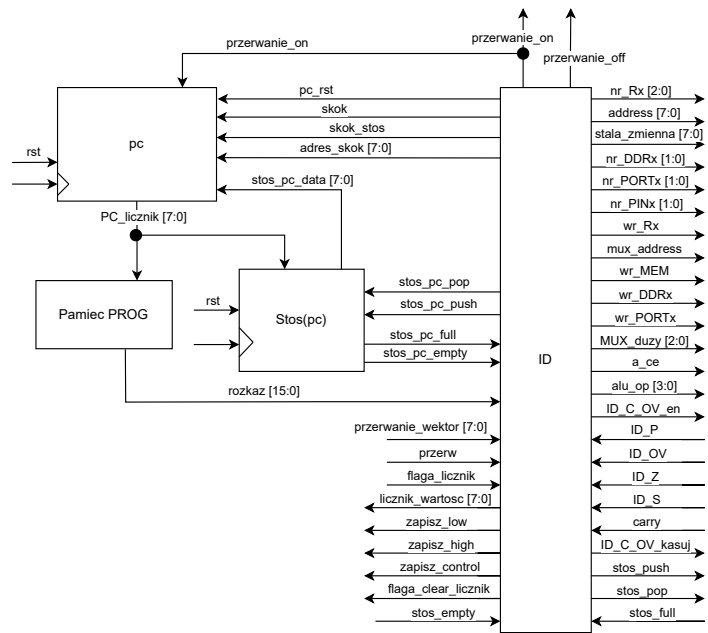 przerwanie_on
przerwanie_on
przerwanie_off
pc_rst
skok
skok_stos
adres_skok [7:0]
pc
rst
stos_pc_data [7:0]
PC_licznik [7:0]
Pamiec PROG
rst
Stos(pc)
stos_pc_pop
stos_pc_push
stos_pc_full
stos_pc_empty
rozkaz [15:0]
ID
przerwanie_wektor [7:0]
przerw
flaga_licznik
licznik_wartosc [7:0]
zapisz_low
zapisz_high
zapisz_control
flaga_clear_licznik
stos_empty
nr_Rx [2:0]
address [7:0]
stala_zmienna [7:0]
nr_DDRx [1:0]
nr_PORTx [1:0]
nr_PINx [1:0]
wr_Rx
mux_address
wr_MEM
wr_DDRx
wr_PORTx
MUX_duzy [2:0]
a_ce
alu_op [3:0]
ID_C_OV_en
ID_P
ID_OV
ID_Z
ID_S
carry
ID_C_OV_kasuj
stos_push
stos_pop
stos_full